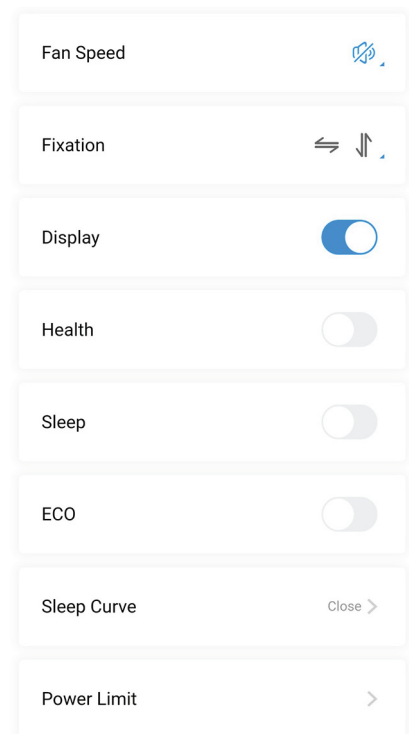 Fan Speed
Fixation
Display
Health
Sleep
ECO
Sleep Curve Close
Power Limit